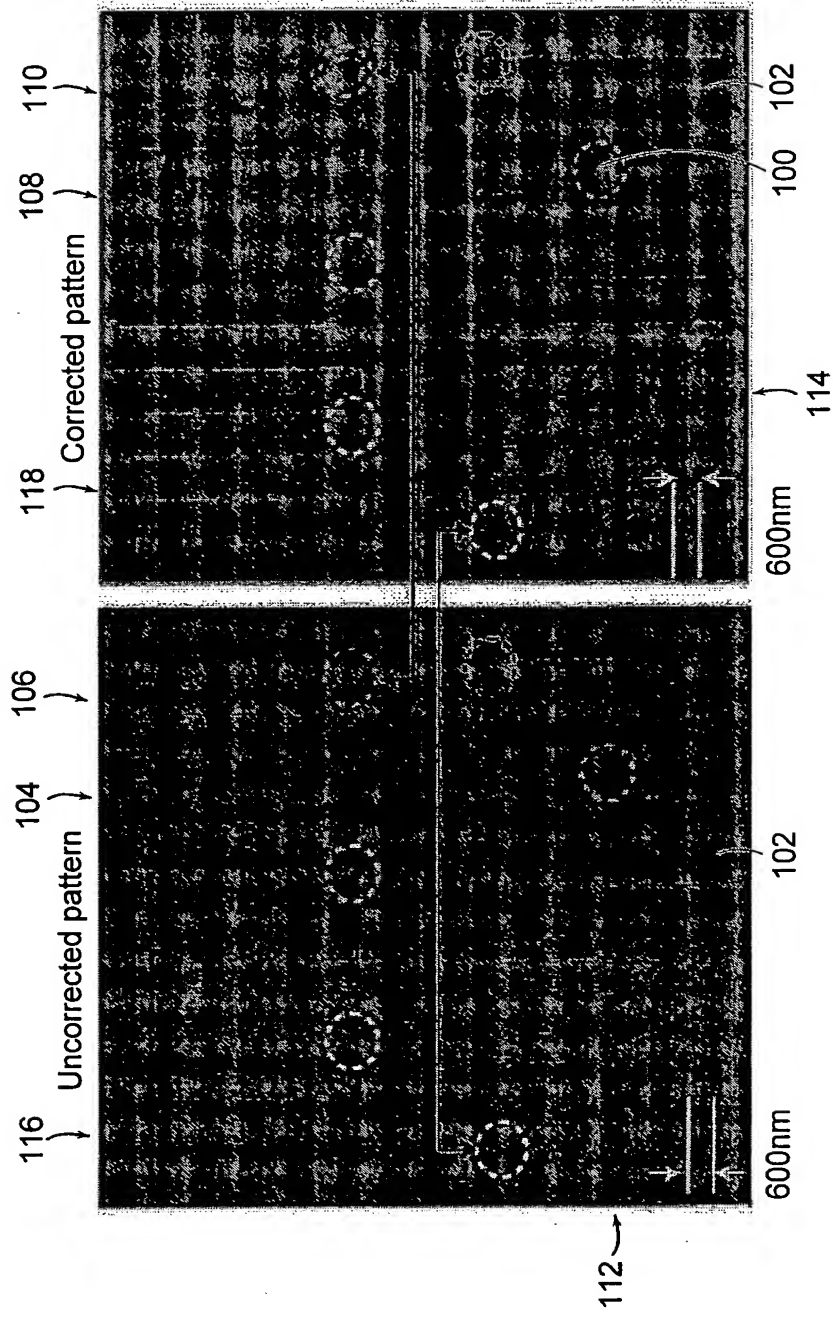 116
Uncorrected pattern
104
106
118
Corrected pattern
108
110
112
600nm
102
600nm
114
100
102